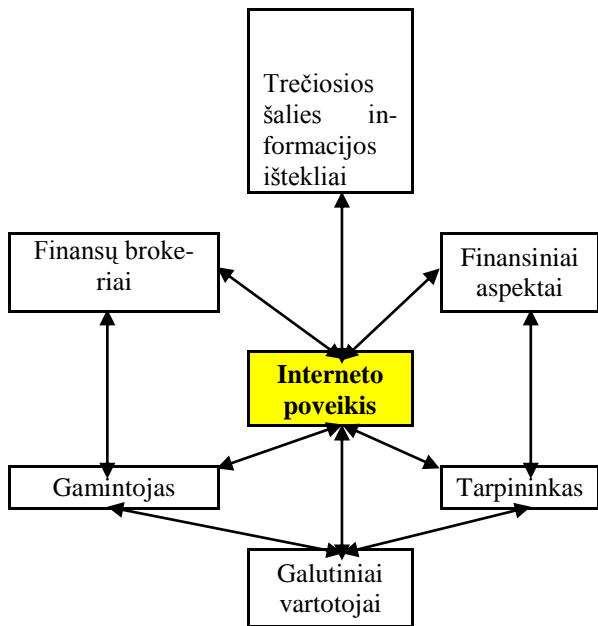 Trečiosios
šalies in-
formacijos
ištekliai
Finansų broke-
riai
Finansiniai
aspektai
Interneto
poveikis
Gamintojas
Tarpininkas
Galutiniai
vartotojai